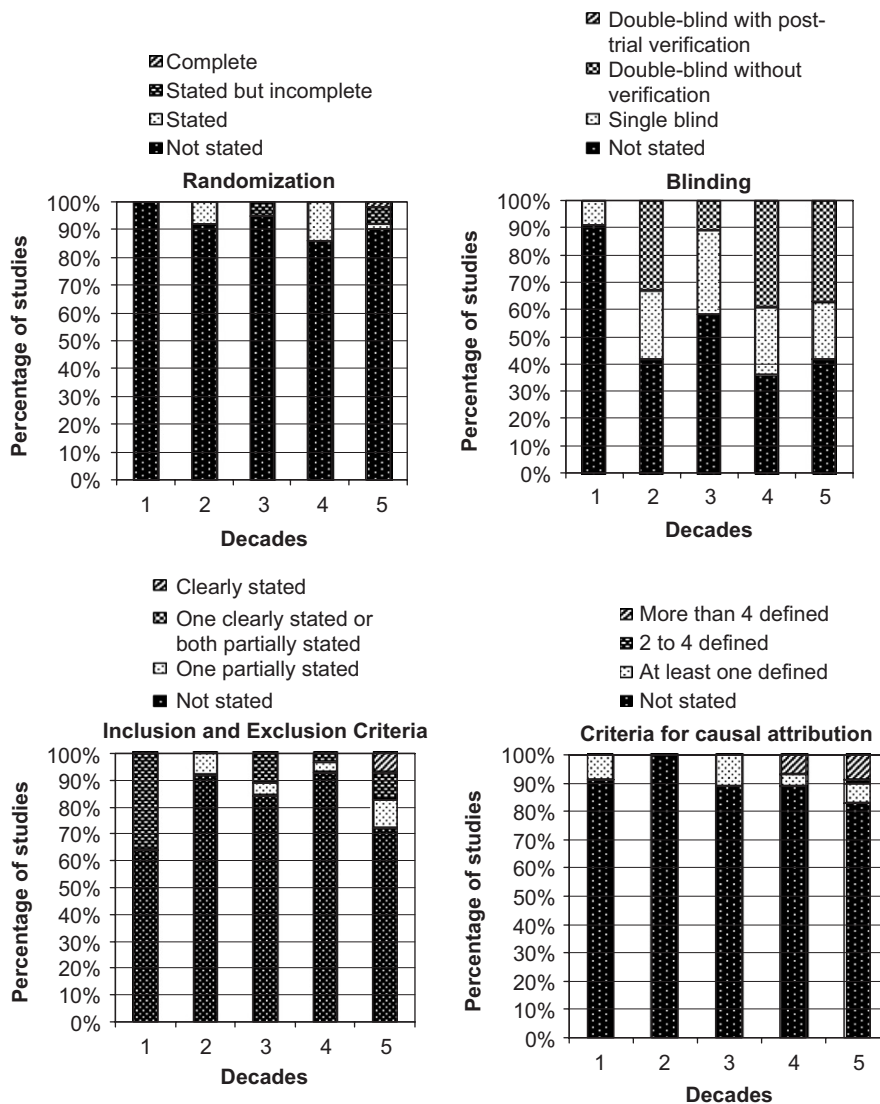 Complete
Stated but incomplete
Stated
Not stated
Randomization
100%
90%
80%
70%
60%
50%
40%
30%
20%
10%
0%
Percentage of studies
1 2 3 4 5
Decades
Double-blind with post-
trial verification
Double-blind without
verification
Single blind
Not stated
Blinding
100%
90%
80%
70%
60%
50%
40%
30%
20%
10%
0%
Percentage of studies
1 2 3 4 5
Decades
Clearly stated
One clearly stated or
both partially stated
One partially stated
Not stated
Inclusion and Exclusion Criteria
100%
90%
80%
70%
60%
50%
40%
30%
20%
10%
0%
Percentage of studies
1 2 3 4 5
Decades
More than 4 defined
2 to 4 defined
At least one defined
Not stated
Criteria for causal attribution
100%
90%
80%
70%
60%
50%
40%
30%
20%
10%
0%
Percentage of studies
1 2 3 4 5
Decades